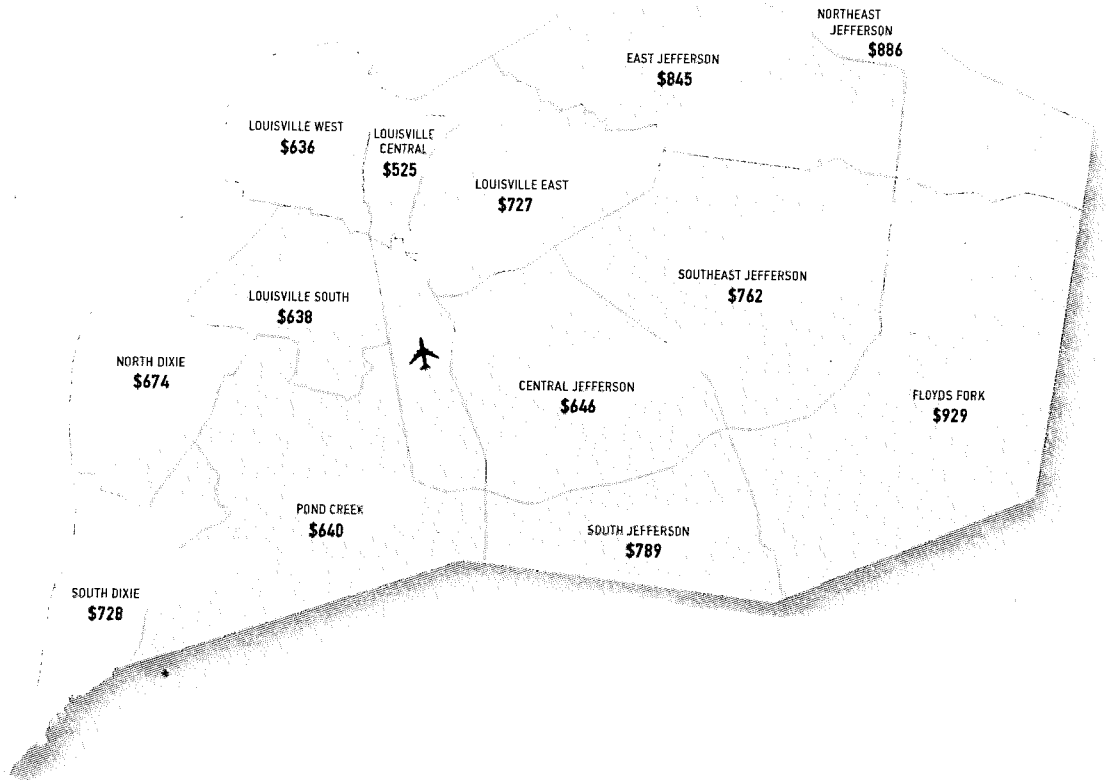 NORTHEAST
JEFFERSON
$886
EAST JEFFERSON
$845
LOUISVILLE WEST
$636
LOUISVILLE
CENTRAL
$525
LOUISVILLE EAST
$727
SOUTHEAST JEFFERSON
$762
LOUISVILLE SOUTH
$638
NORTH DIXIE
$674
CENTRAL JEFFERSON
$646
FLOYDS FORK
$929
POND CREEK
$640
SOUTH JEFFERSON
$789
SOUTH DIXIE
$728